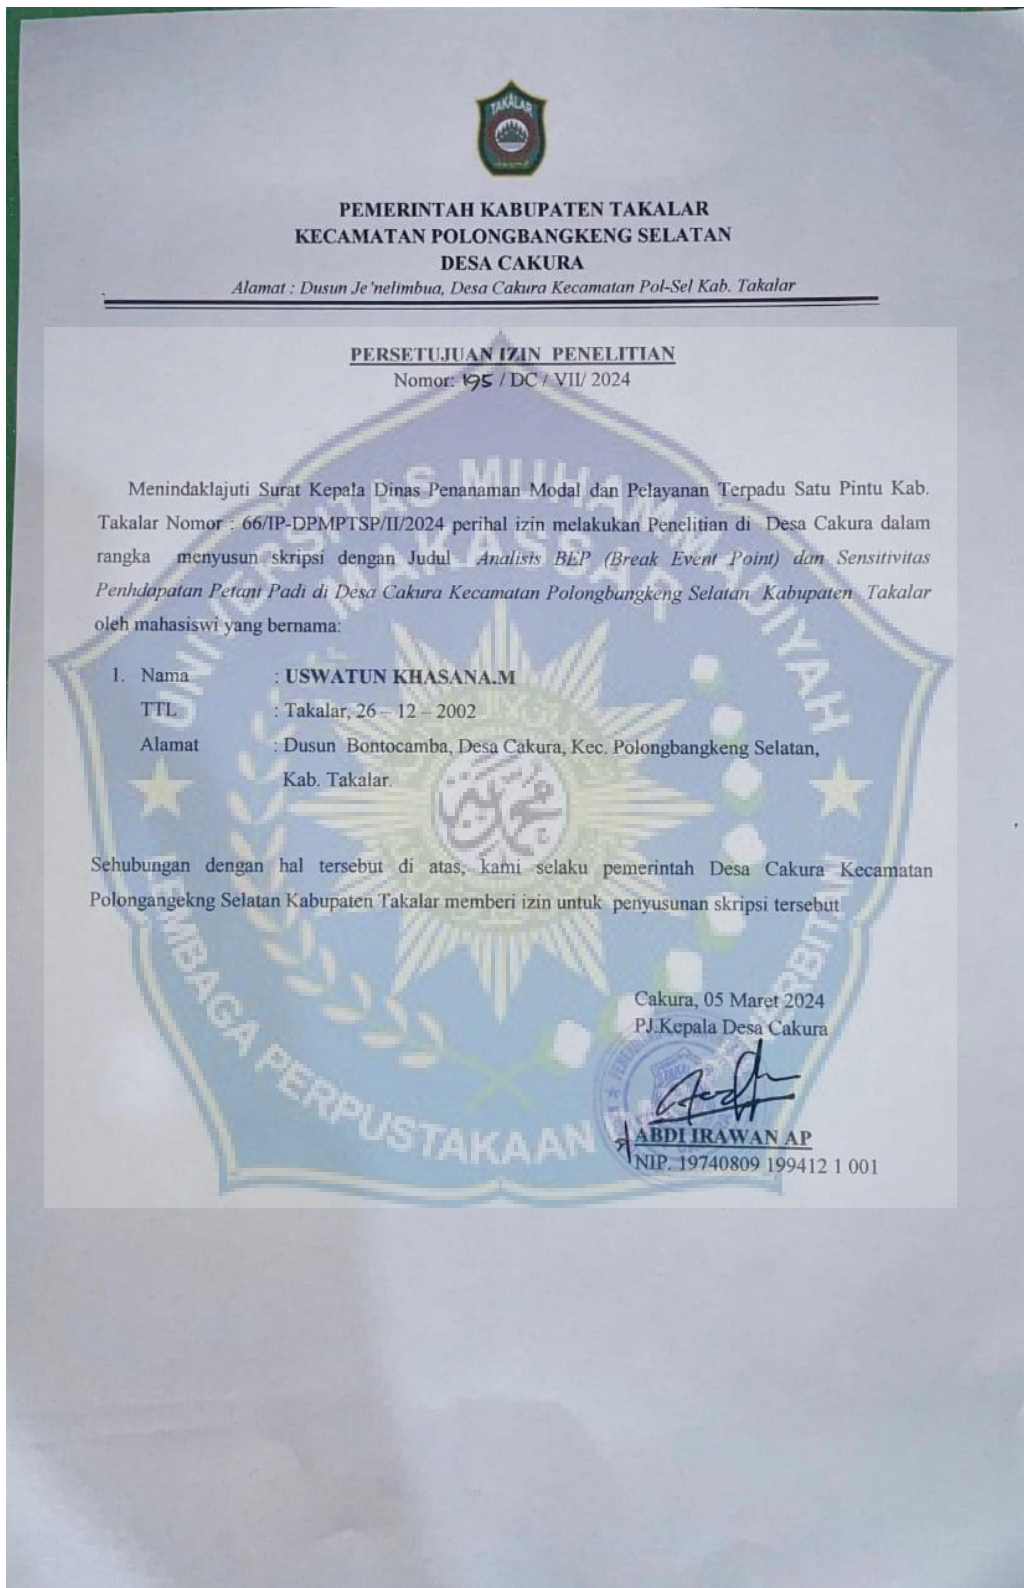 TAKALAR
PEMERINTAH KABUPATEN TAKALAR
KECAMATAN POLONGBANGKENG SELATAN
DESA CAKURA
Alamat : Dusun Je'nelimbua, Desa Cakura Kecamatan Pol-Sel Kab. Takalar
PERSETUJUAN IZIN PENELITIAN
Nomor: 195 / DC / VII/ 2024
Menindaklajuti Surat Kepala Dinas Penanaman Modal dan Pelayanan Terpadu Satu Pintu Kab.
Takalar Nomor : 66/IP-DPMPTSP/II/2024 perihal izin melakukan Penelitian di Desa Cakura dalam
rangka menyusun skripsi dengan Judul Analisis BEP (Break Event Point) dan Sensitivitas
Penhdapatan Petani Padi di Desa Cakura Kecamatan Polongbangkeng Selatan Kabupaten Takalar
oleh mahasiswi yang bernama:
1. Nama : USWATUN KHASANA.M
TTL : Takalar, 26 – 12 – 2002
Alamat : Dusun Bontocamba, Desa Cakura, Kec. Polongbangkeng Selatan,
Kab. Takalar.
Sehubungan dengan hal tersebut di atas, kami selaku pemerintah Desa Cakura Kecamatan
Polongangekng Selatan Kabupaten Takalar memberi izin untuk penyusunan skripsi tersebut
Cakura, 05 Maret 2024
PJ.Kepala Desa Cakura
ABDI IRAWAN AP
NIP. 19740809 199412 1 001
UNIVERSITAS MUHAMMADIYAH
MAKASSAR
LEMBAGA PERPUSTAKAAN